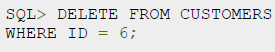 SQL> DELETE FROM CUSTOMERS
WHERE ID = 6;